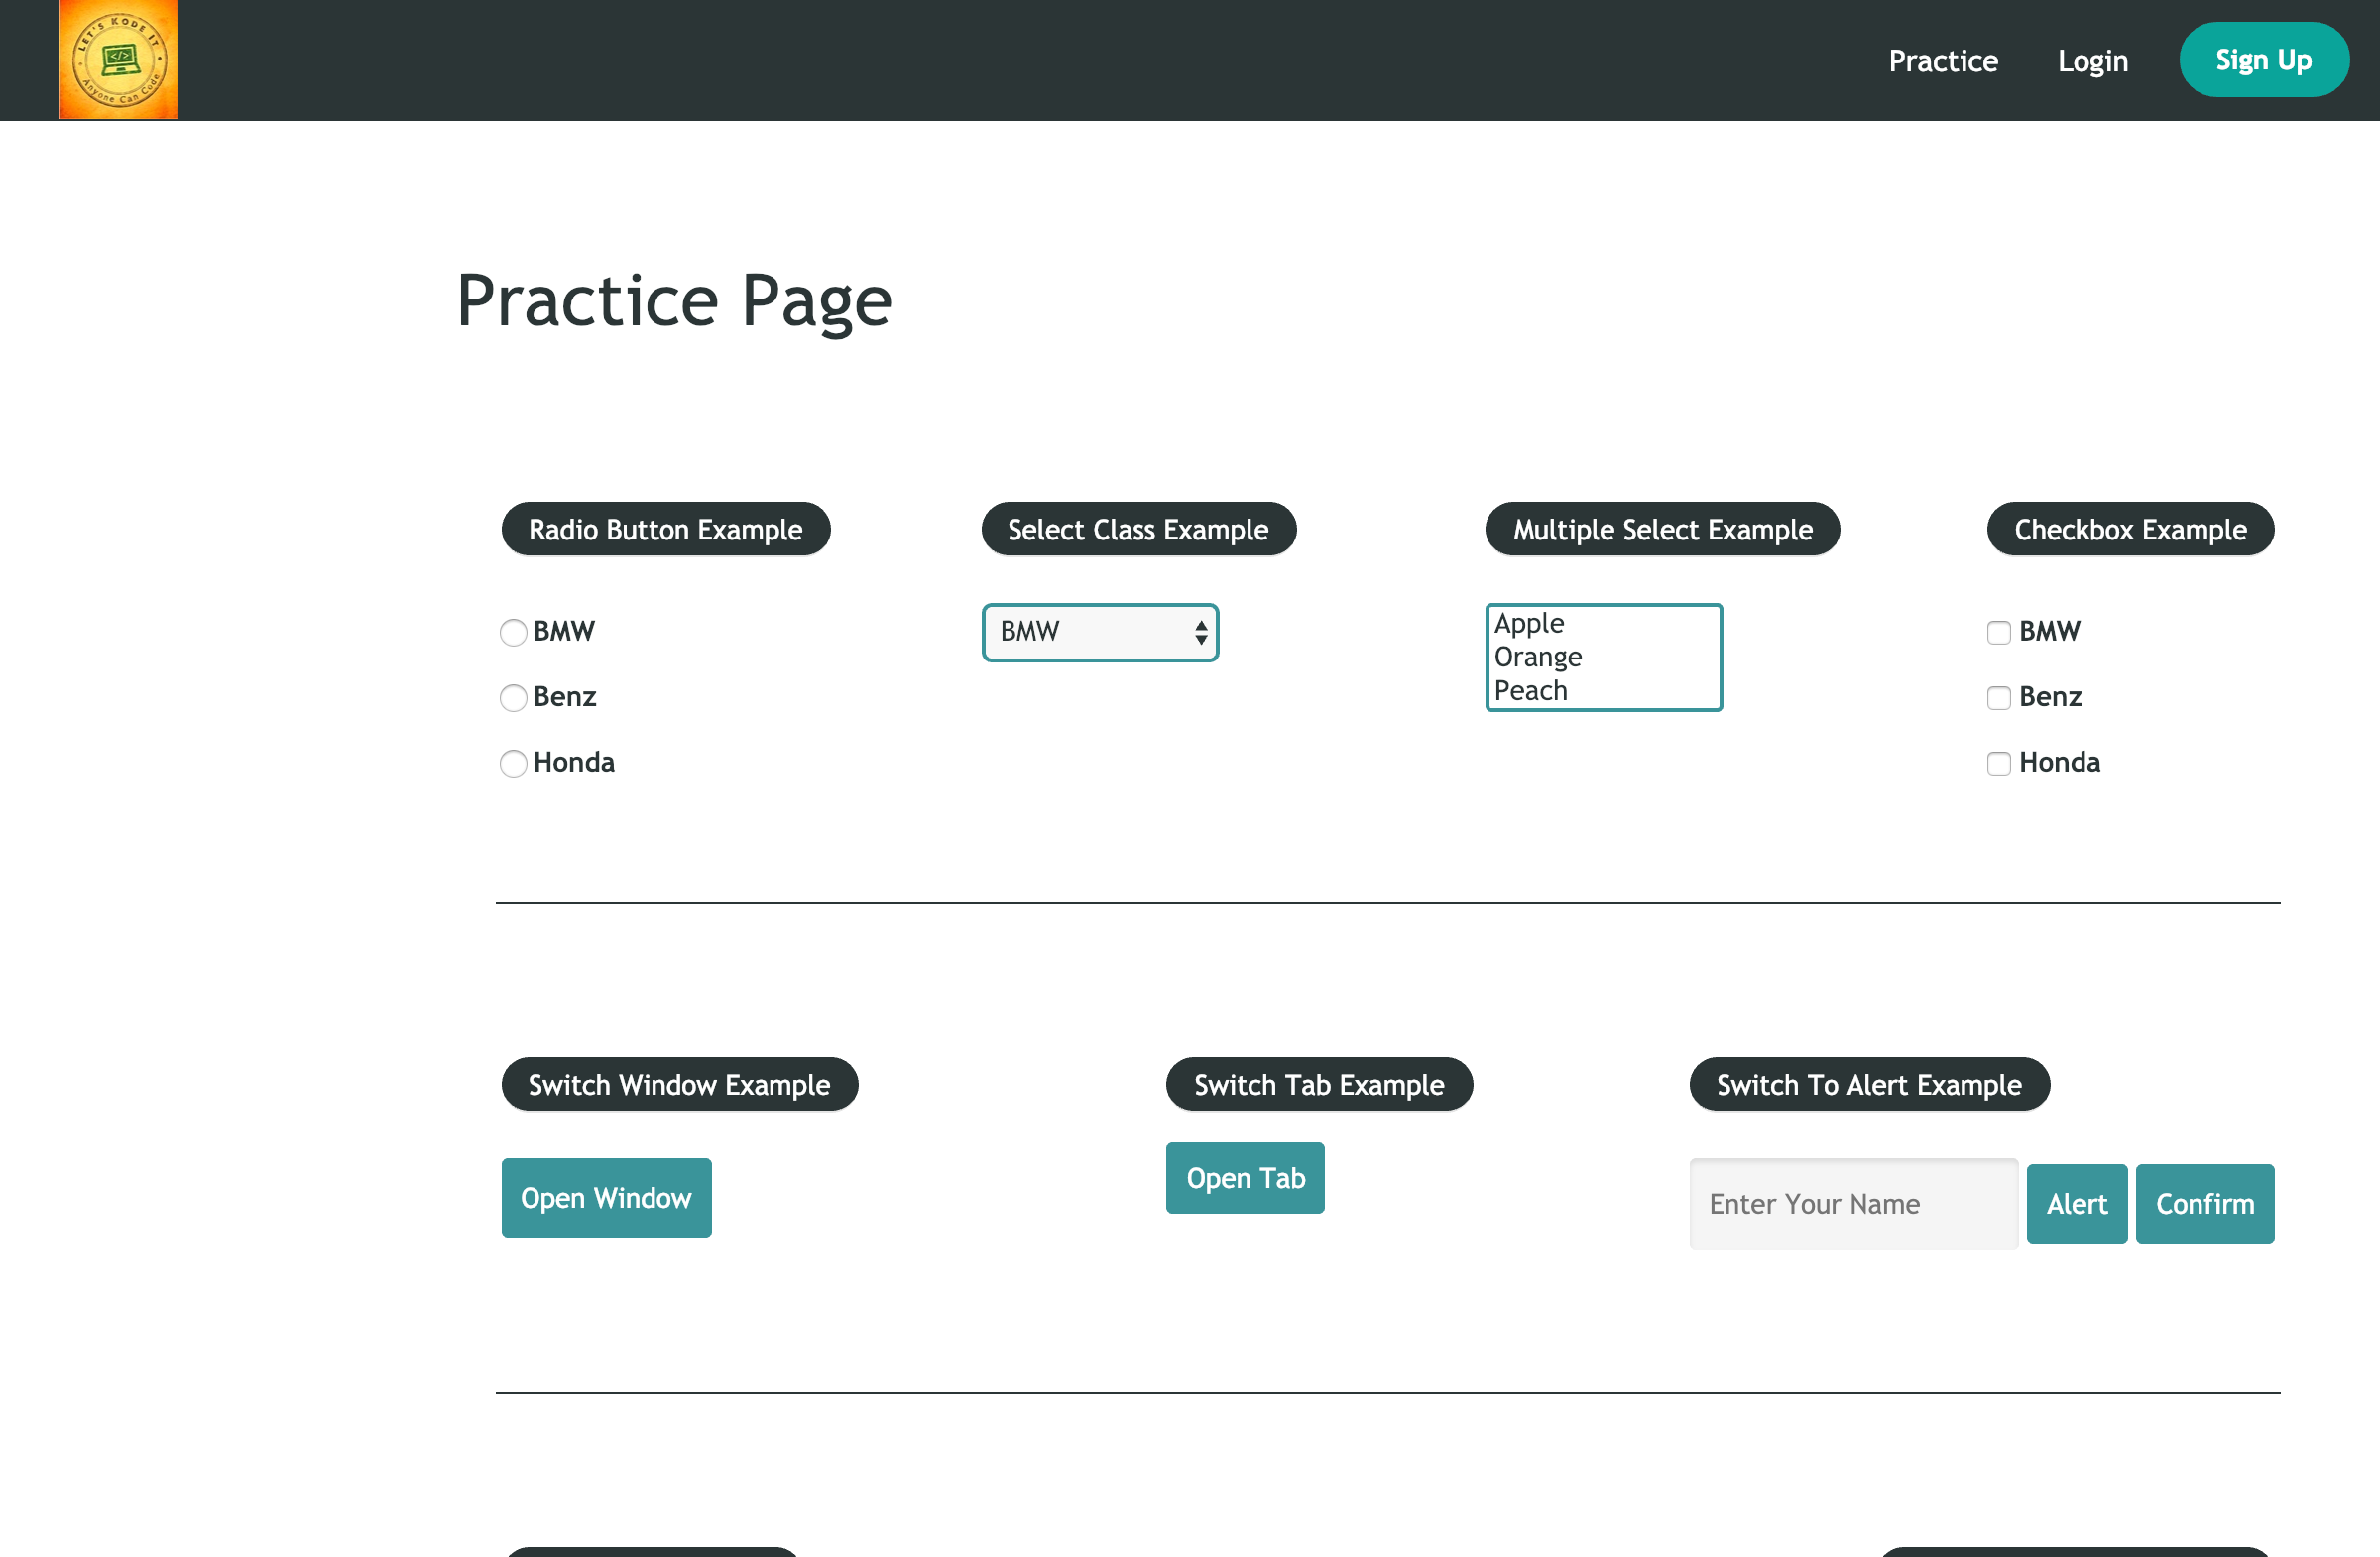 LET'S KODE IT
</>
Anyone Can Code
Practice
Login
Sign Up
Practice Page
Radio Button Example
Select Class Example
Multiple Select Example
Checkbox Example
BMW
Benz
Honda
BMW
Apple
Orange
Peach
BMW
Benz
Honda
Switch Window Example
Switch Tab Example
Switch To Alert Example
Open Window
Open Tab
Enter Your Name
Alert
Confirm